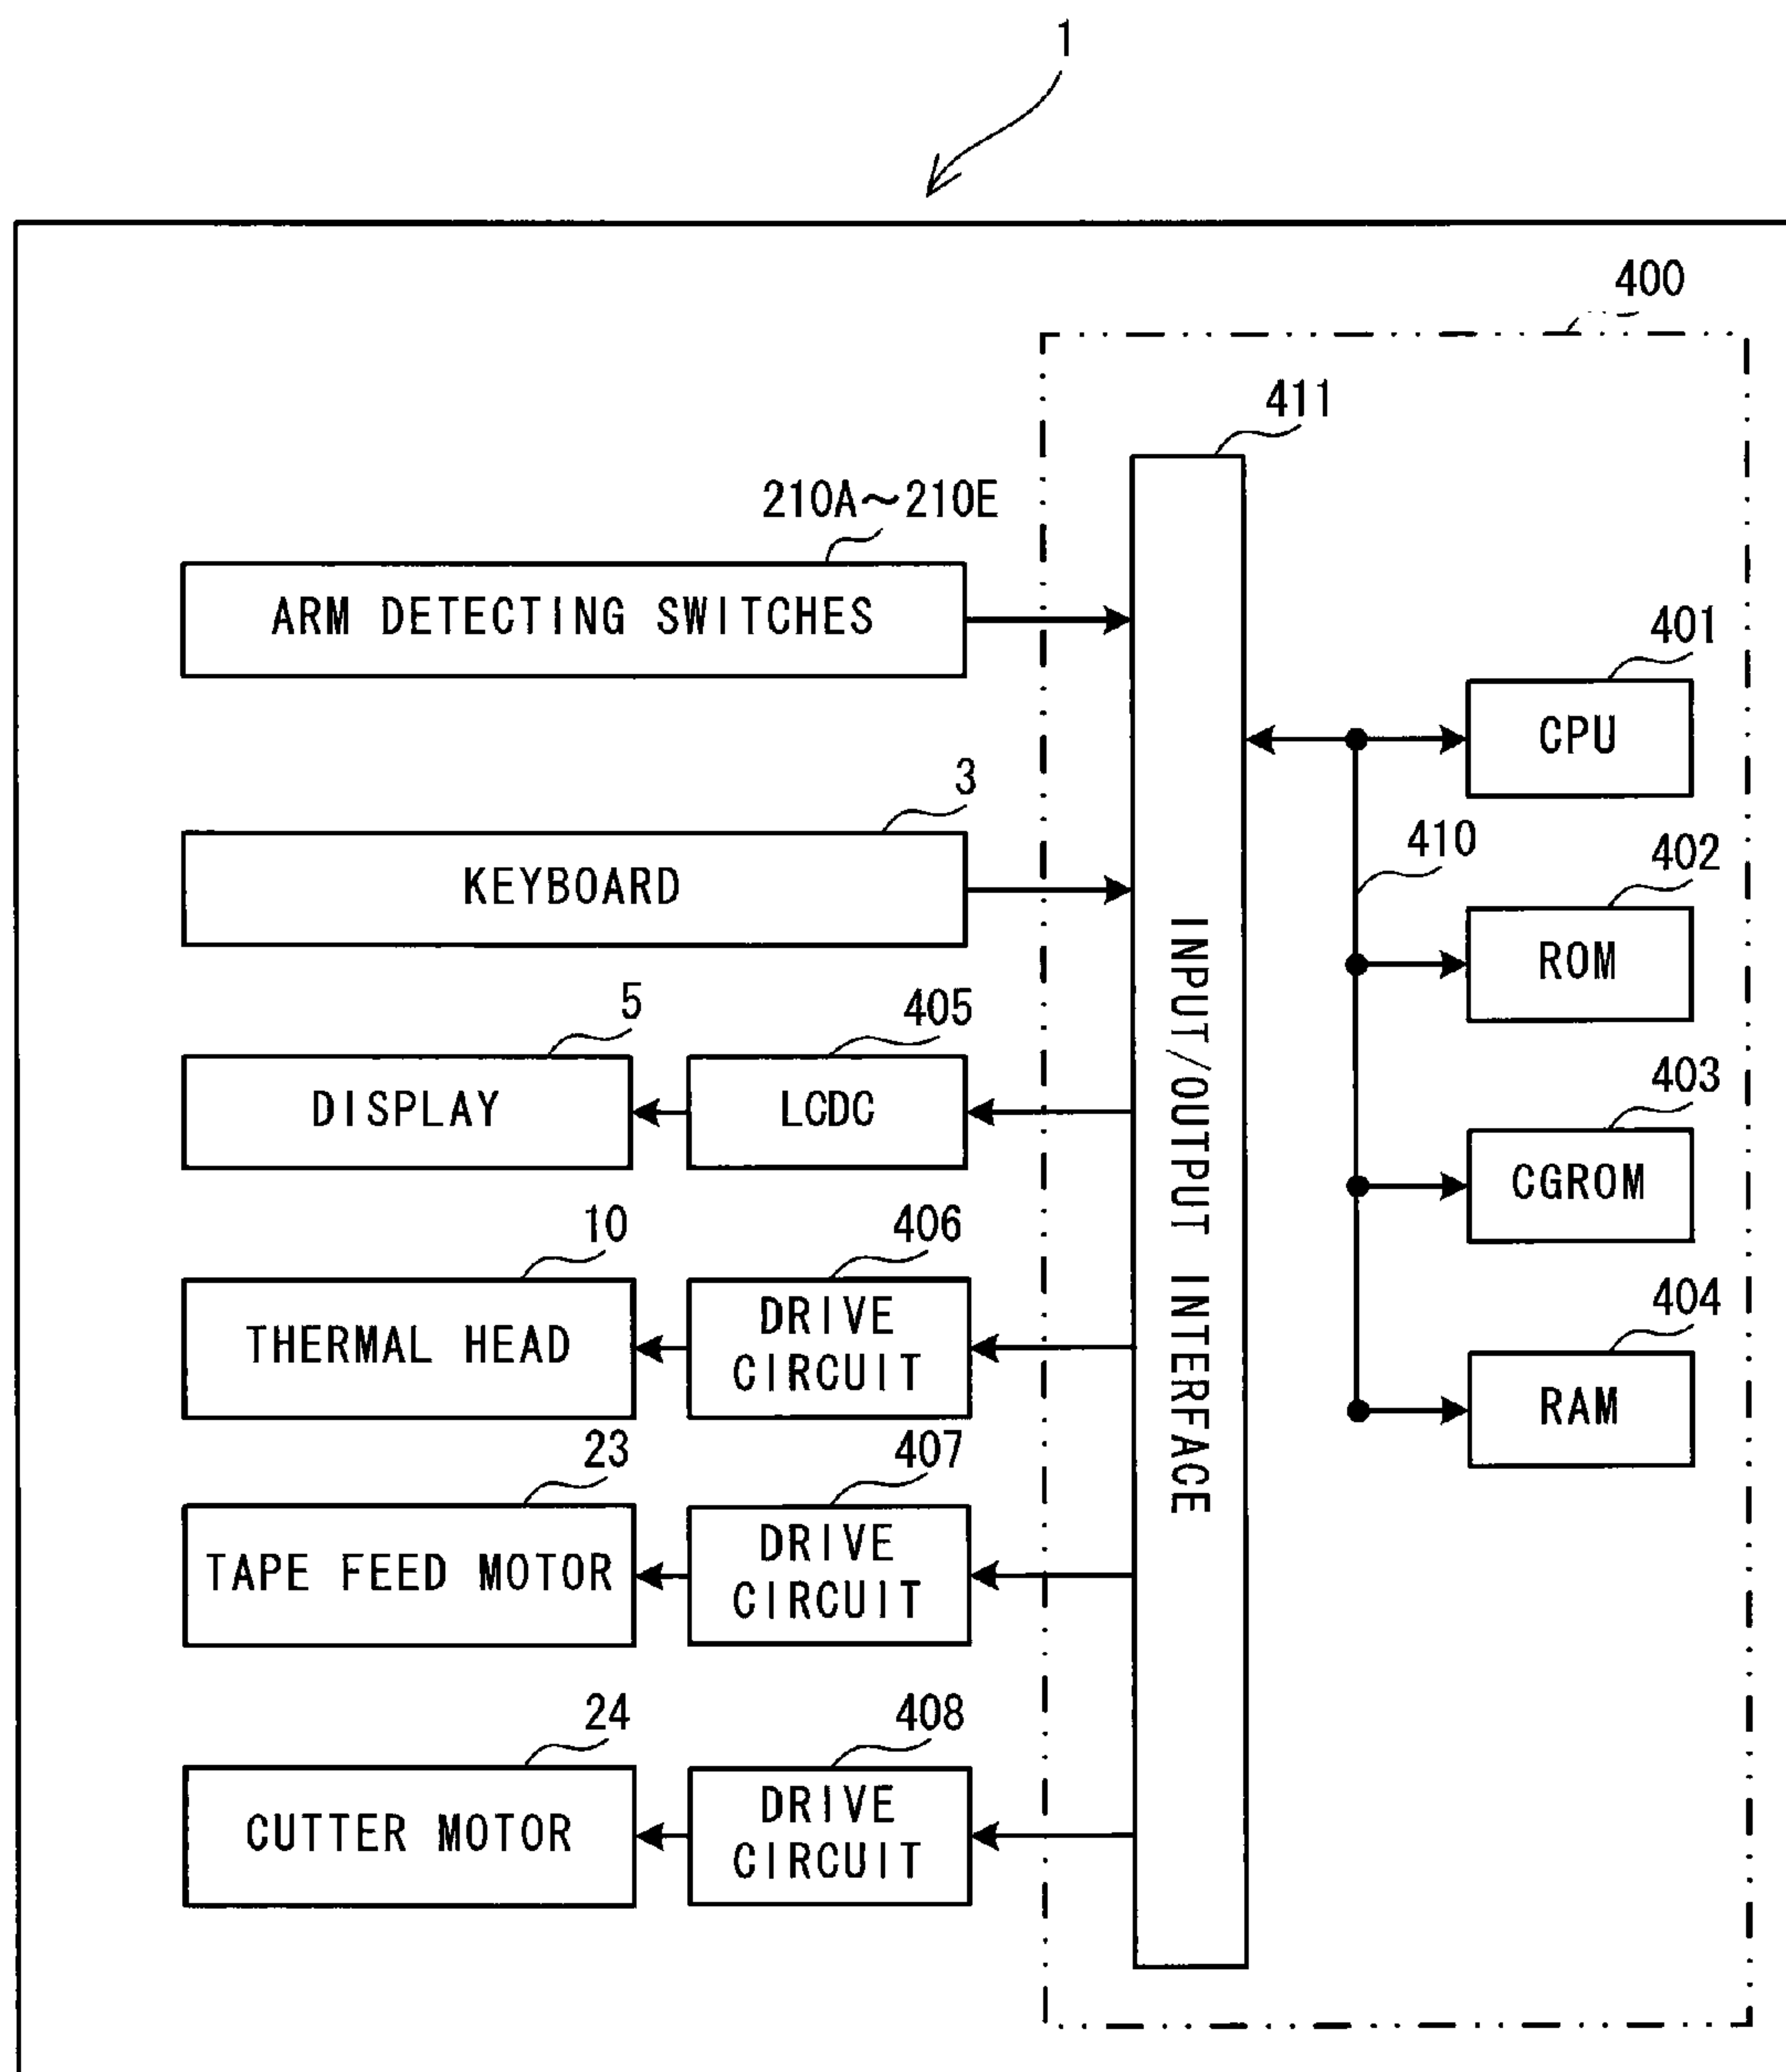 1
400
411
210A～210E
ARM DETECTING SWITCHES
401
CPU
3
KEYBOARD
410
402
ROM
INPUT/OUTPUT INTERFACE
5
DISPLAY
405
LCDC
403
CGROM
10
THERMAL HEAD
406
DRIVE
CIRCUIT
404
RAM
23
TAPE FEED MOTOR
407
DRIVE
CIRCUIT
24
CUTTER MOTOR
408
DRIVE
CIRCUIT